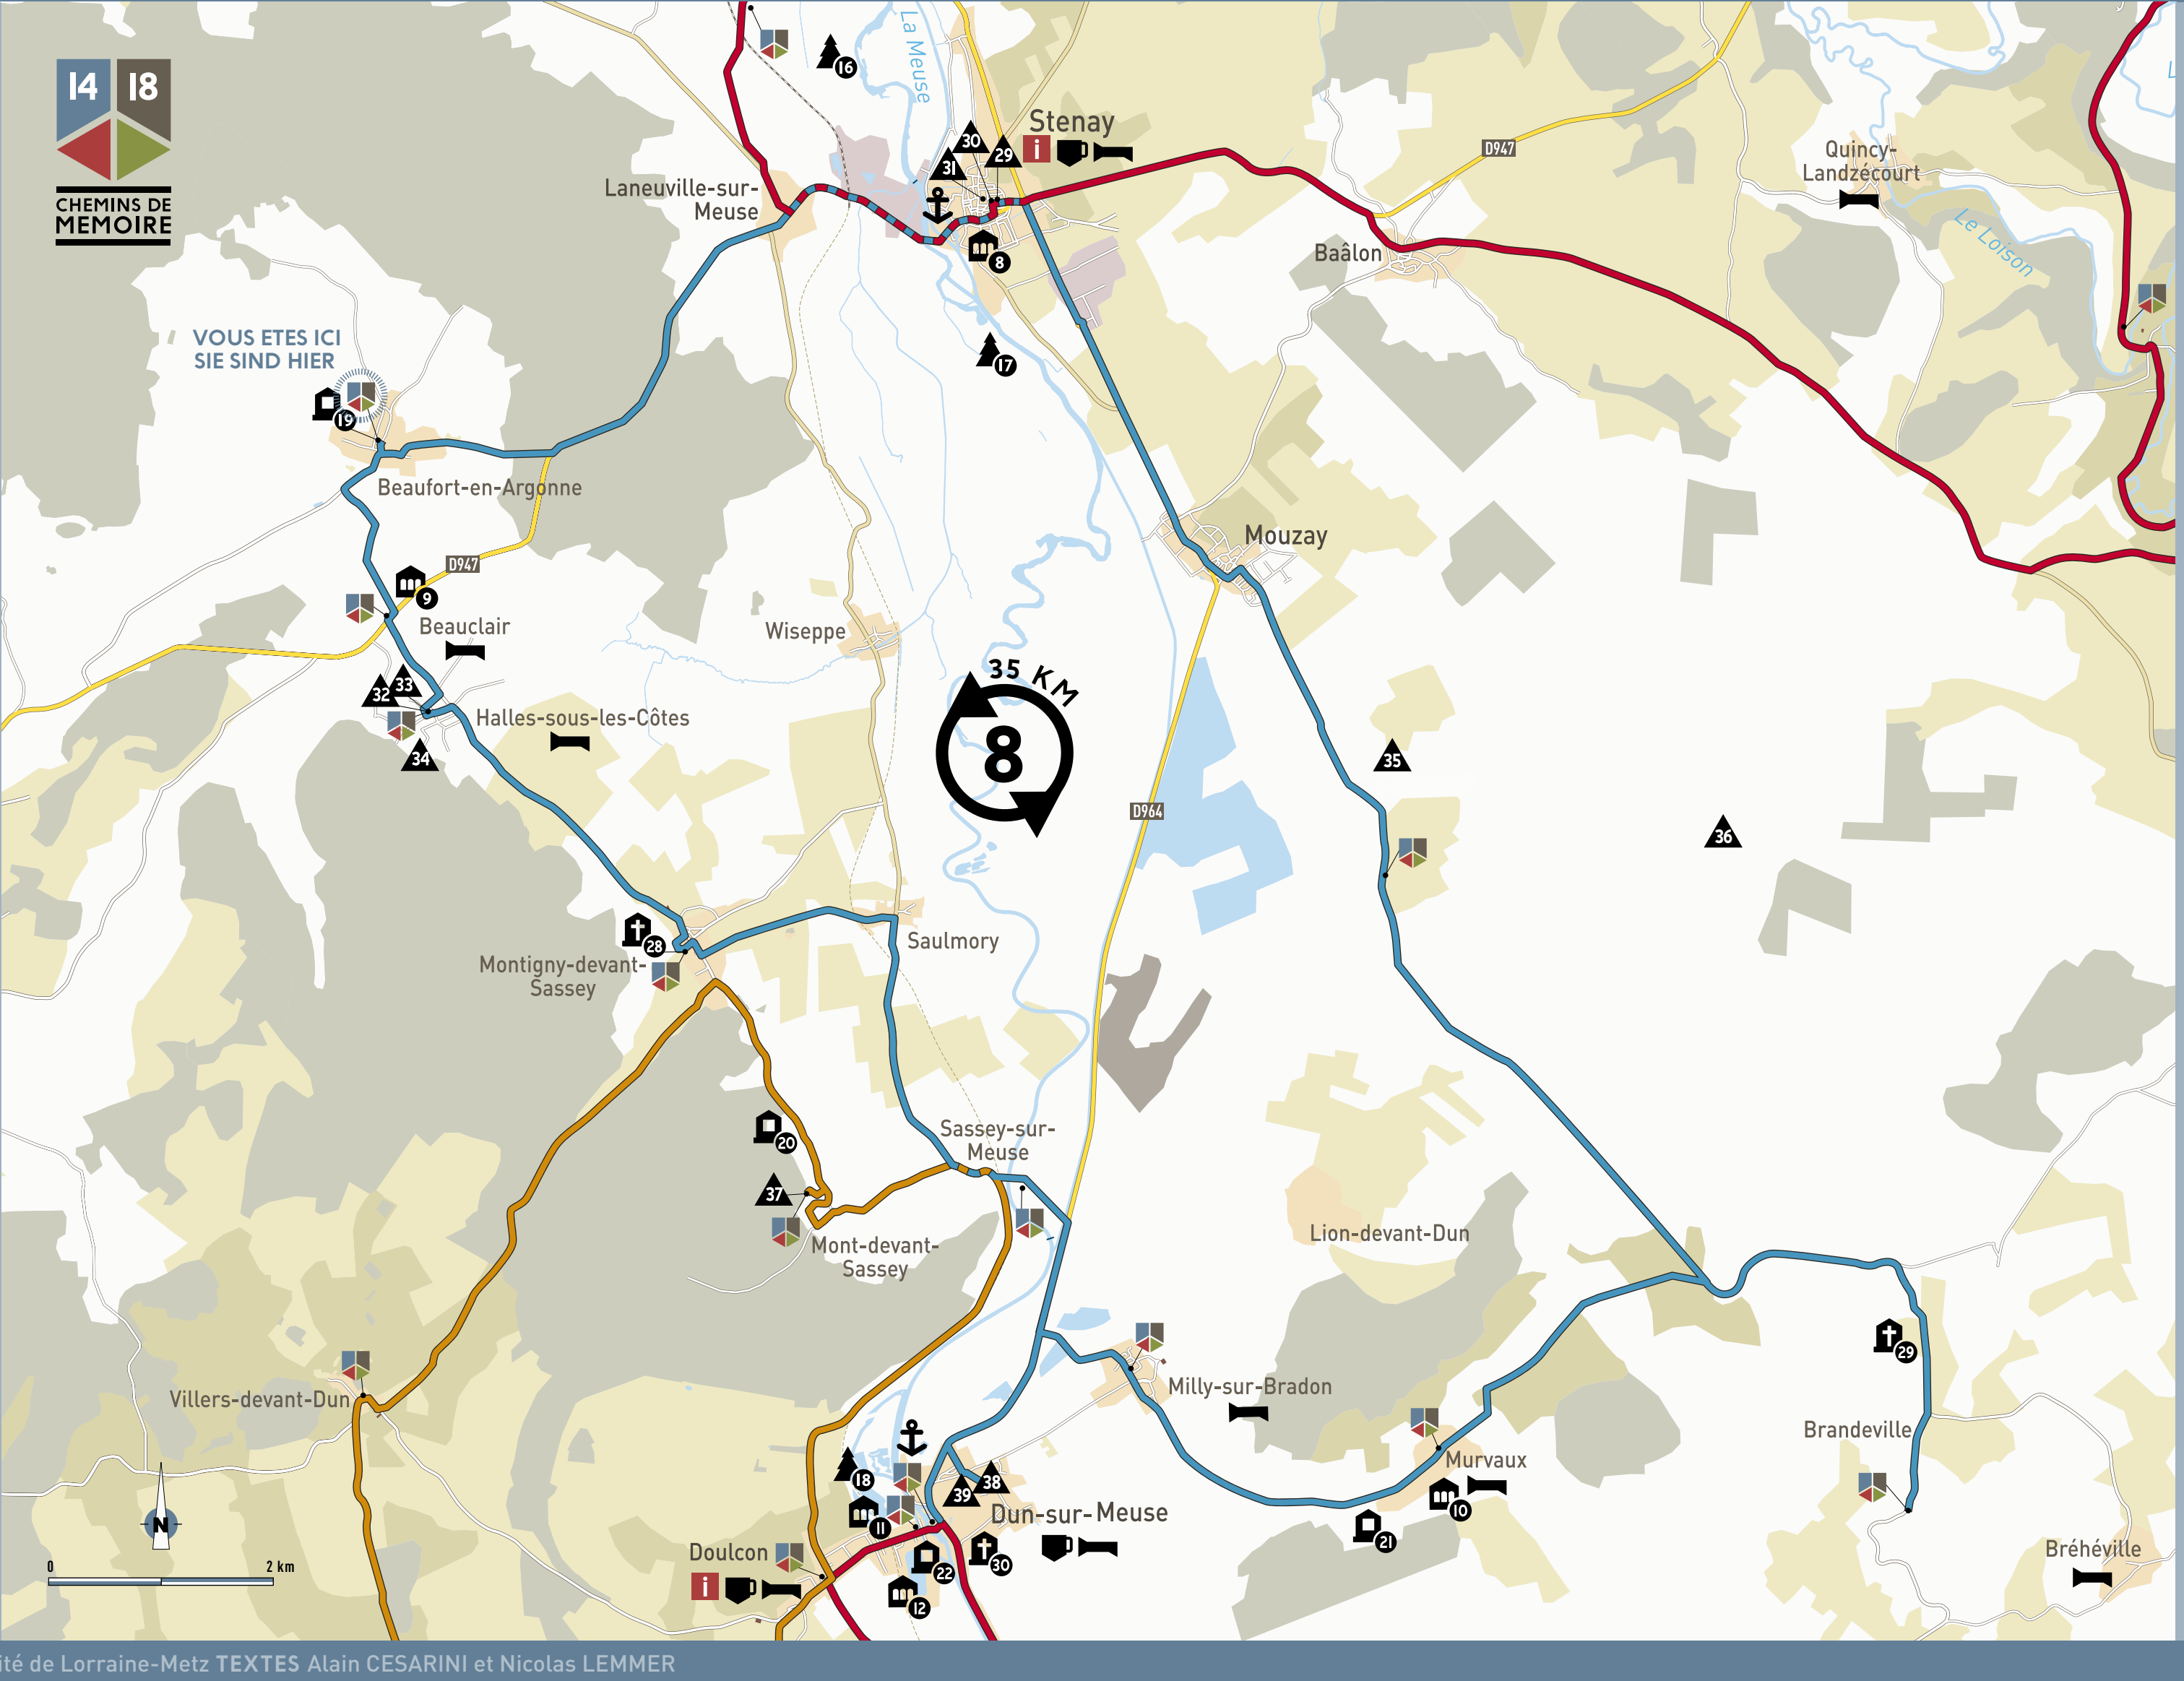 14 18
CHEMINS DE
MEMOIRE
La Meuse
16
Stenay
30
29
31
i
D947
Quincy-
Landzécourt
Laneuville-sur-
Meuse
8
Baâlon
Le Loison
L
VOUS ETES ICI
SIE SIND HIER
17
19
Beaufort-en-Argonne
Mouzay
D947
9
Beauclair
Wiseppe
33
32
Halles-sous-les-Côtes
34
35 KM
8
35
D964
36
28
Saulmory
Montigny-devant-
Sassey
20
Sassey-sur-
Meuse
37
Mont-devant-
Sassey
Lion-devant-Dun
29
Villers-devant-Dun
Milly-sur-Bradon
Brandeville
Murvaux
18
38
39
10
11
Dun-sur-Meuse
21
N
0
2 km
Doulcon
i
30
22
12
Bréhéville
ité de Lorraine-Metz TEXTES Alain CESARINI et Nicolas LEMMER